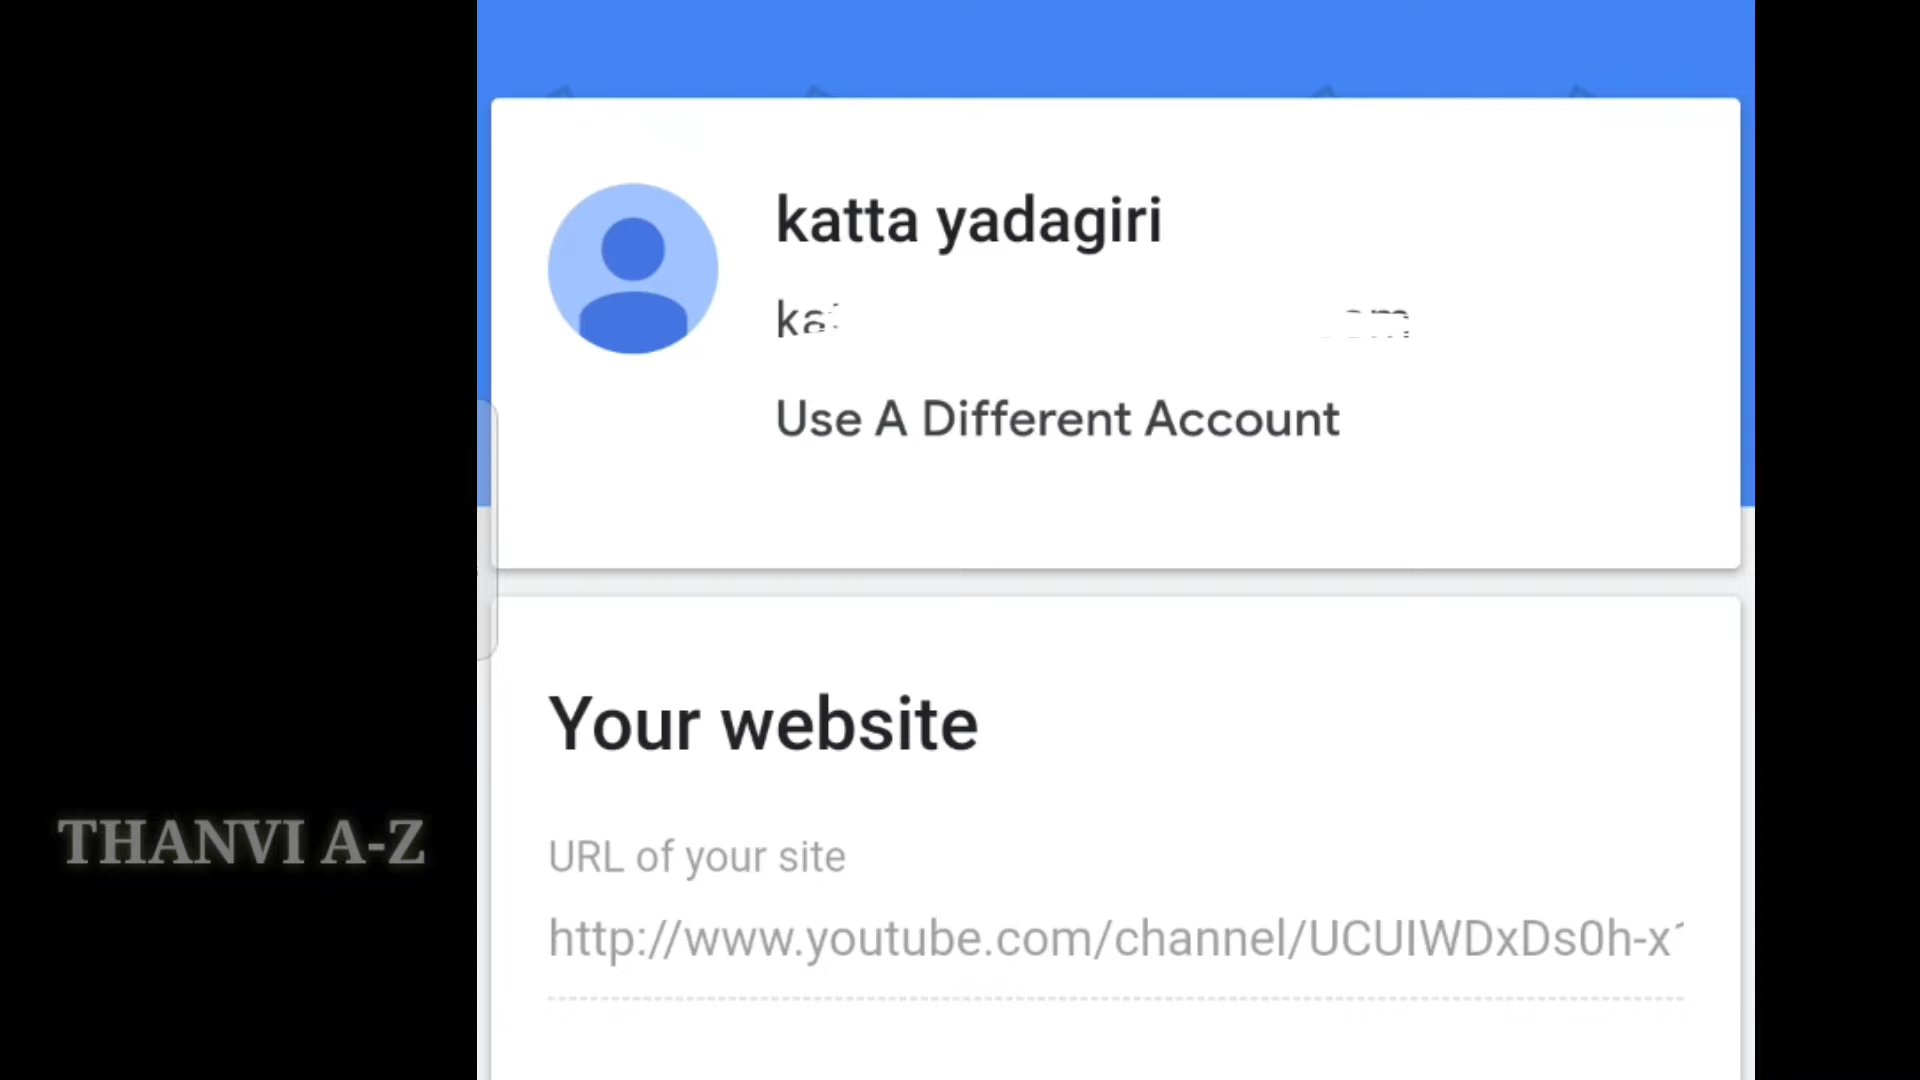 katta yadagiri
Use A Different Account
Your website
URL of your site
http://www.youtube.com/channel/UCUIWDxDs0h-x
THANVI A-Z